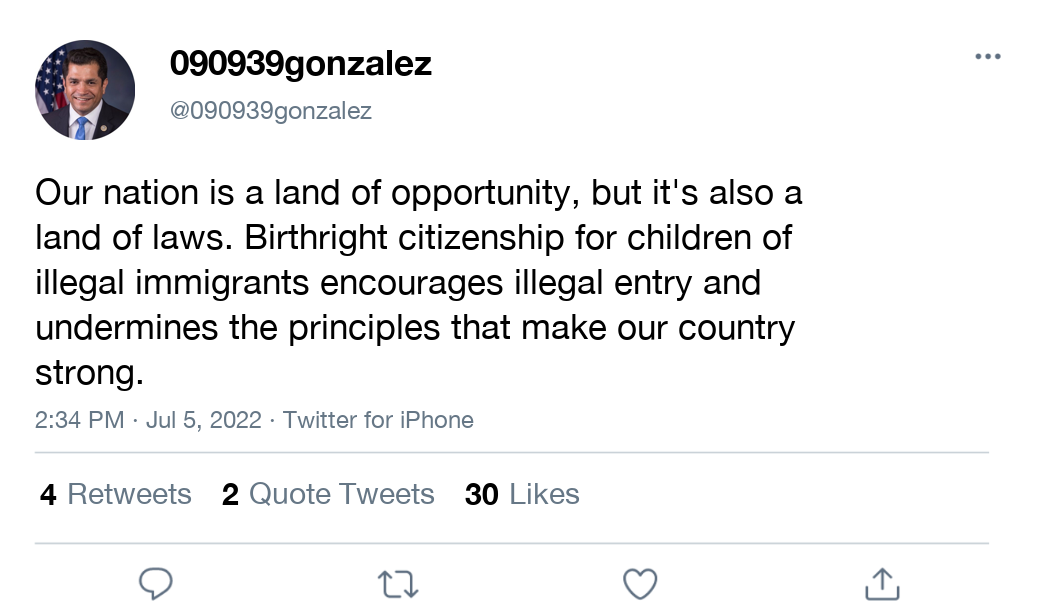 090939gonzalez
@090939gonzalez
Our nation is a land of opportunity, but it's also a
land of laws. Birthright citizenship for children of
illegal immigrants encourages illegal entry and
undermines the principles that make our country
strong.
2:34 PM · Jul 5, 2022 · Twitter for iPhone
4 Retweets 2 Quote Tweets 30 Likes